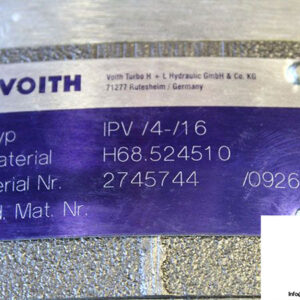 VOITH
Voith Turbo H + L Hydraulic GmbH & Co. KG
71277 Rutesheim / Germany
yp IPV /4-/16
aterial H68.524510
erial Nr. 2745744 /0926
d. Mat. Nr.